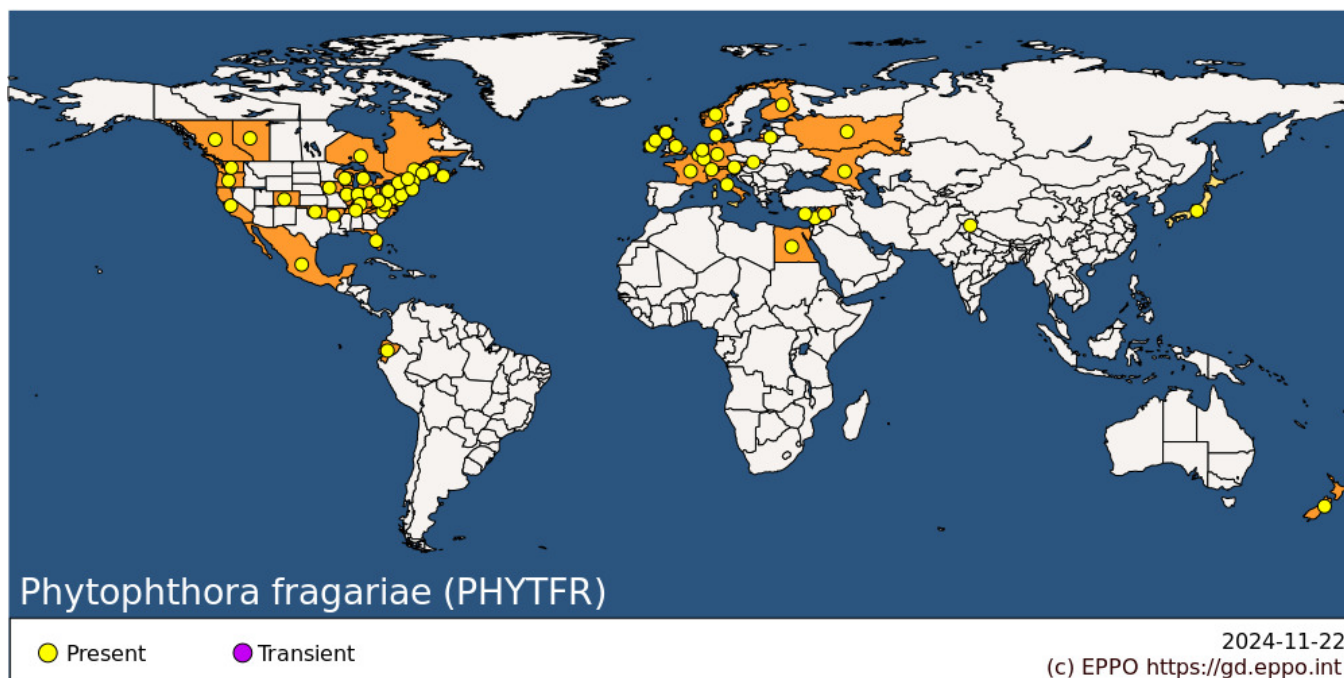 Phytophthora fragariae (PHYTFR)
Present
Transient
2024-11-22
(c) EPPO https://gd.eppo.int